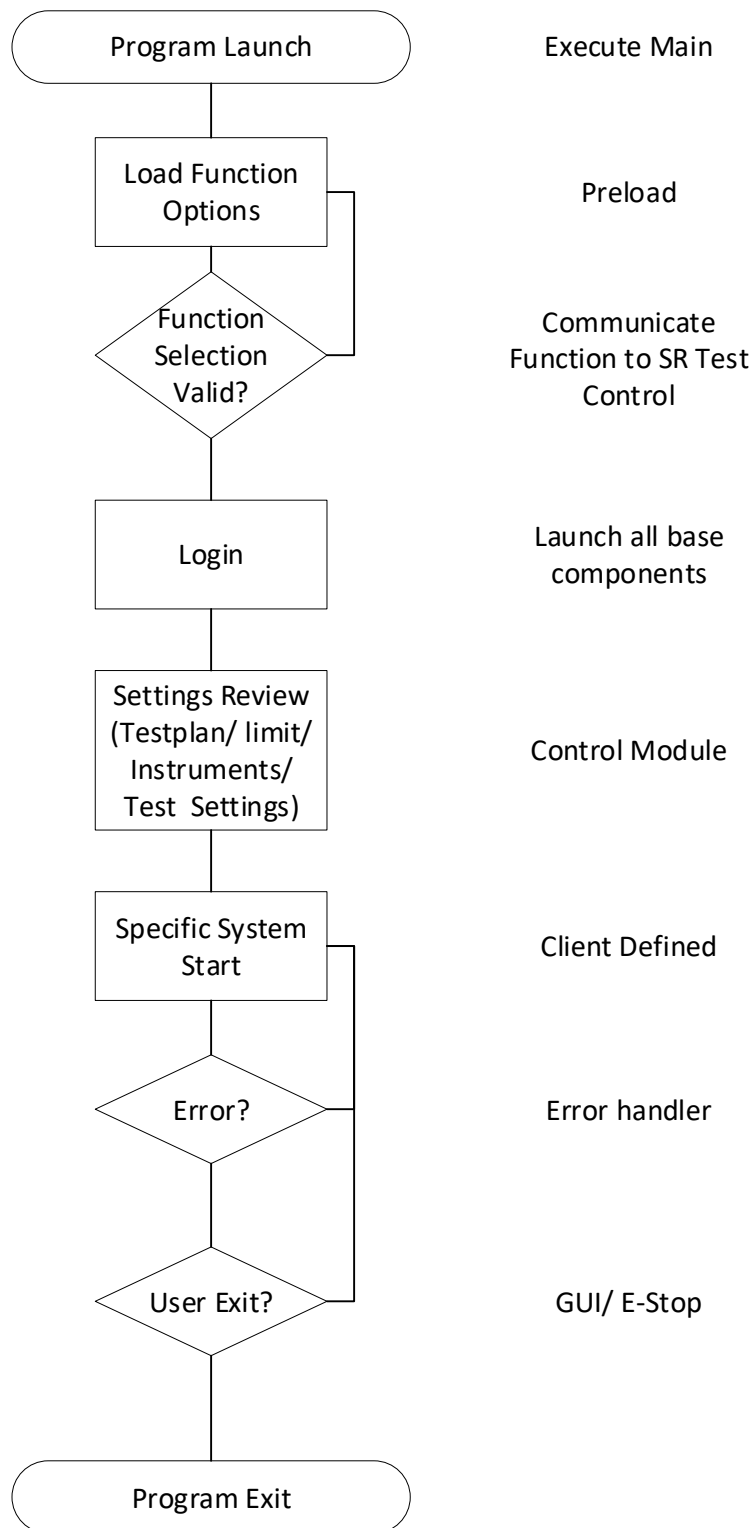 Program Launch
Execute Main
Load Function
Options
Preload
Function
Selection
Valid?
Communicate
Function to SR Test
Control
Login
Launch all base
components
Settings Review
(Testplan/ limit/
Instruments/
Test  Settings)
Control Module
Specific System
Start
Client Defined
Error?
Error handler
User Exit?
GUI/ E-Stop
Program Exit